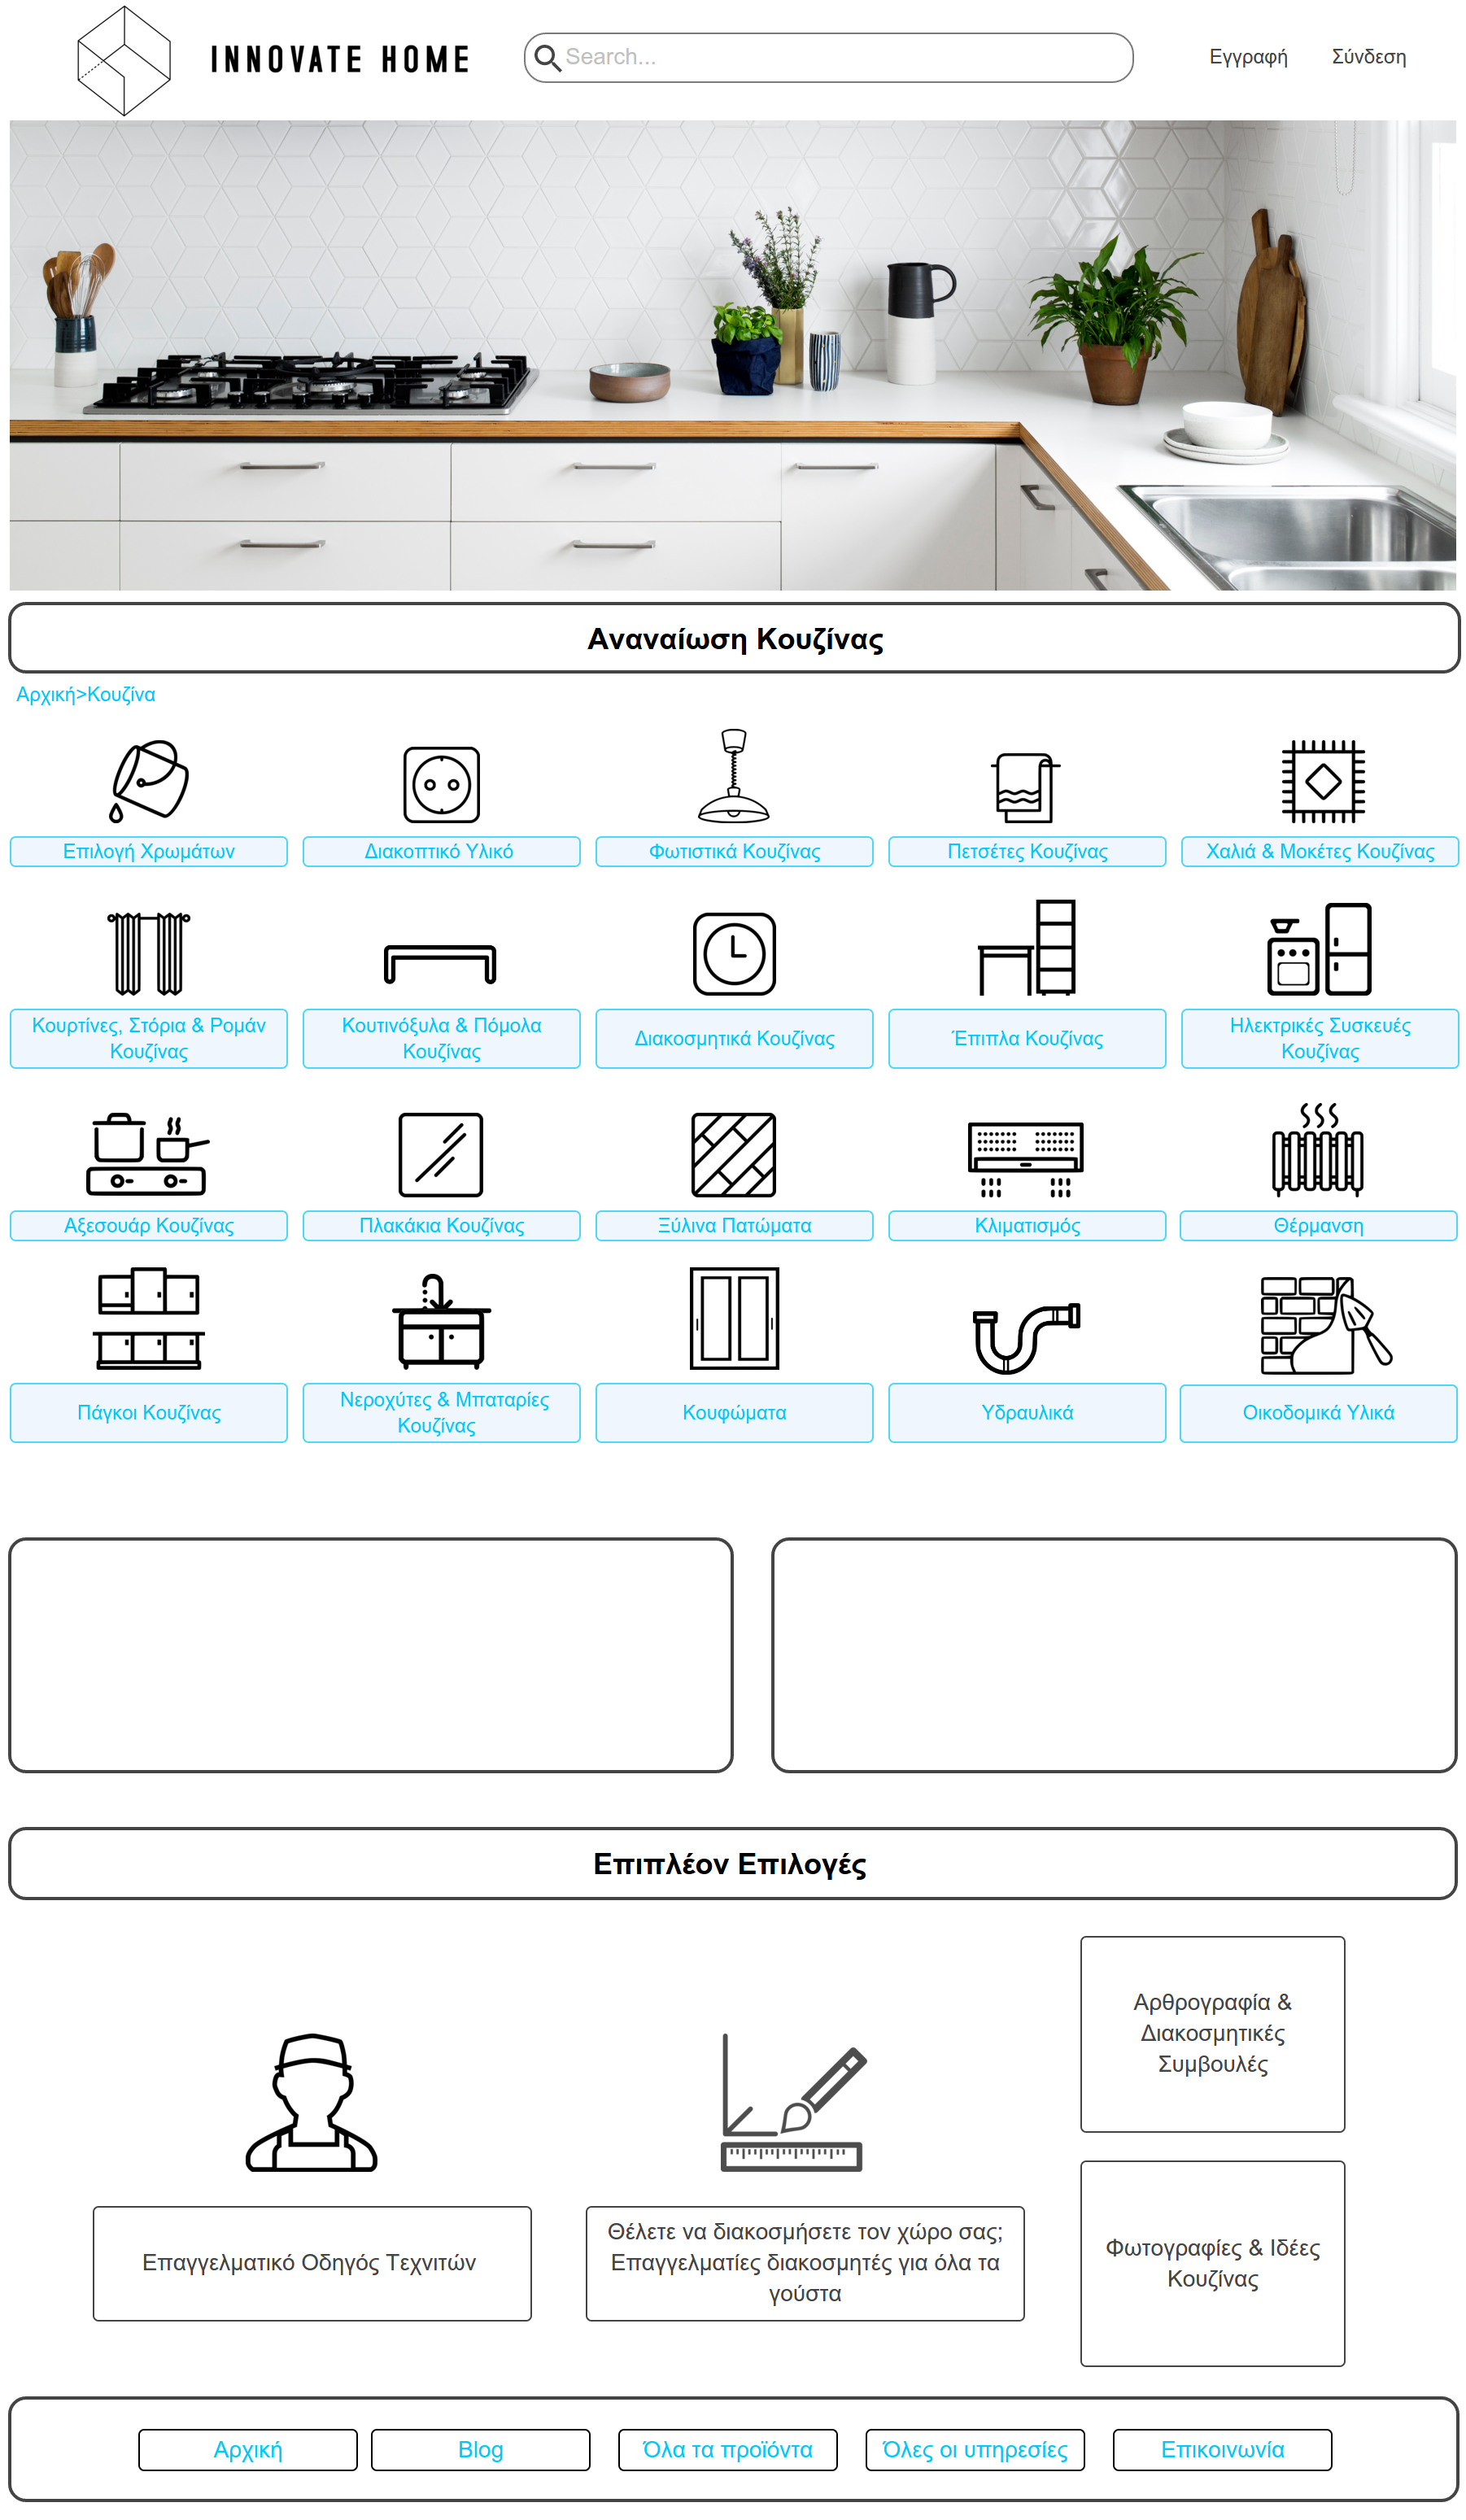 INNOVATE HOME
Search...
Εγγραφή
Σύνδεση
Αναναίωση Κουζίνας
Αρχική>Κουζίνα
Επιλογή Χρωμάτων
Διακοπτικό Υλικό
Φωτιστικά Κουζίνας
Πετσέτες Κουζίνας
Χαλιά & Μοκέτες Κουζίνας
Κουρτίνες, Στόρια & Ρομάν
Κουζίνας
Κουτινόξυλα & Πόμολα
Κουζίνας
Διακοσμητικά Κουζίνας
Έπιπλα Κουζίνας
Ηλεκτρικές Συσκευές
Κουζίνας
Αξεσουάρ Κουζίνας
Πλακάκια Κουζίνας
Ξύλινα Πατώματα
Κλιματισμός
Θέρμανση
Πάγκοι Κουζίνας
Νεροχύτες & Μπαταρίες
Κουζίνας
Κουφώματα
Υδραυλικά
Οικοδομικά Υλικά
Επιπλέον Επιλογές
Αρθρογραφία &
Διακοσμητικές
Συμβουλές
Επαγγελματικό Οδηγός Τεχνιτών
Θέλετε να διακοσμήσετε τον χώρο σας;
Επαγγελματίες διακοσμητές για όλα τα
γούστα
Φωτογραφίες & Ιδέες
Κουζίνας
Αρχική
Blog
Όλα τα προϊόντα
Όλες οι υπηρεσίες
Επικοινωνία